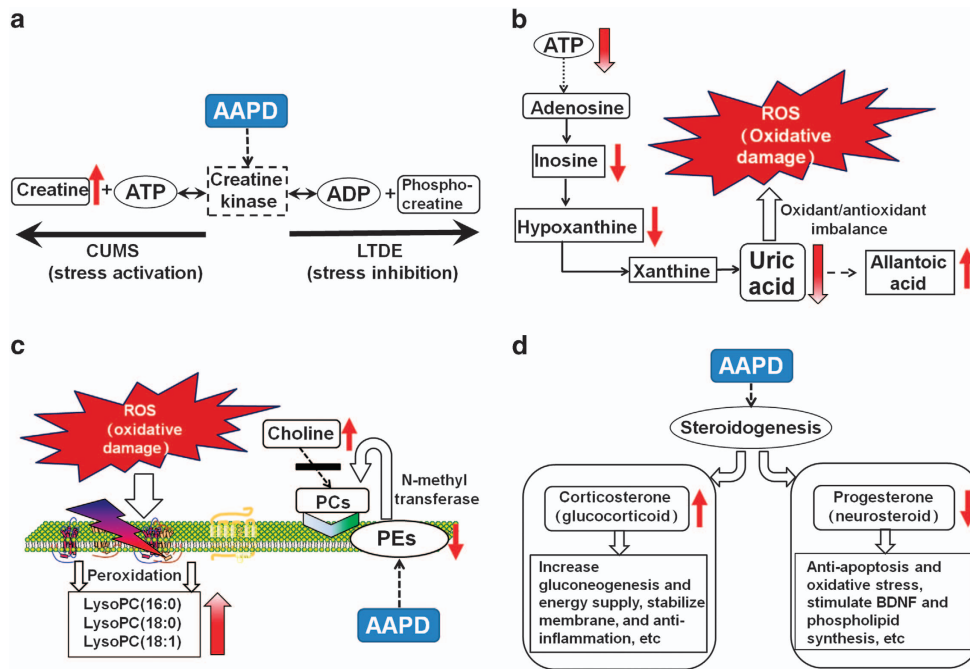 a
AAPD
Creatine + ATP
Creatine
kinase
ADP + Phospho-
creatine
CUMS
(stress activation)
LTDE
(stress inhibition)
b
ATP
Adenosine
Inosine
Hypoxanthine
Xanthine
Uric
acid
Allantoic
acid
ROS
(Oxidative
damage)
Oxidant/antioxidant
imbalance
c
ROS
(oxidative
damage)
Choline
PCs
N-methyl
transferase
PEs
AAPD
Peroxidation
LysoPC(16:0)
LysoPC(18:0)
LysoPC(18:1)
d
AAPD
Steroidogenesis
Corticosterone
(glucocorticoid)
Increase
gluconeogenesis and
energy supply, stabilize
membrane, and anti-
inflammation, etc
Progesterone
(neurosteroid)
Anti-apoptosis and
oxidative stress,
stimulate BDNF and
phospholipid
synthesis, etc